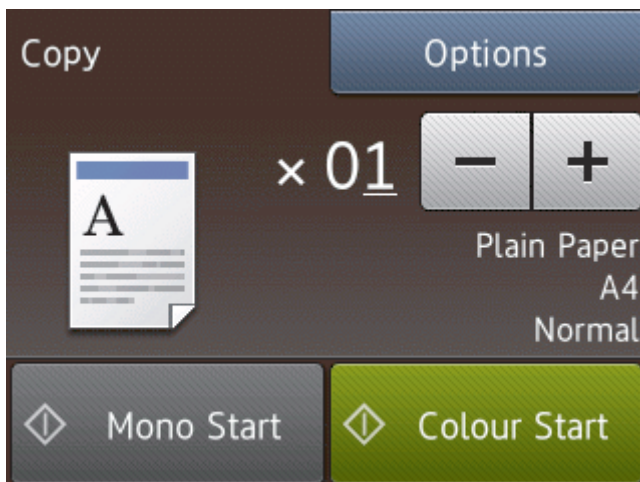 Copy
Options
× 01
− +
A
Plain Paper
A4
Normal
Mono Start
Colour Start